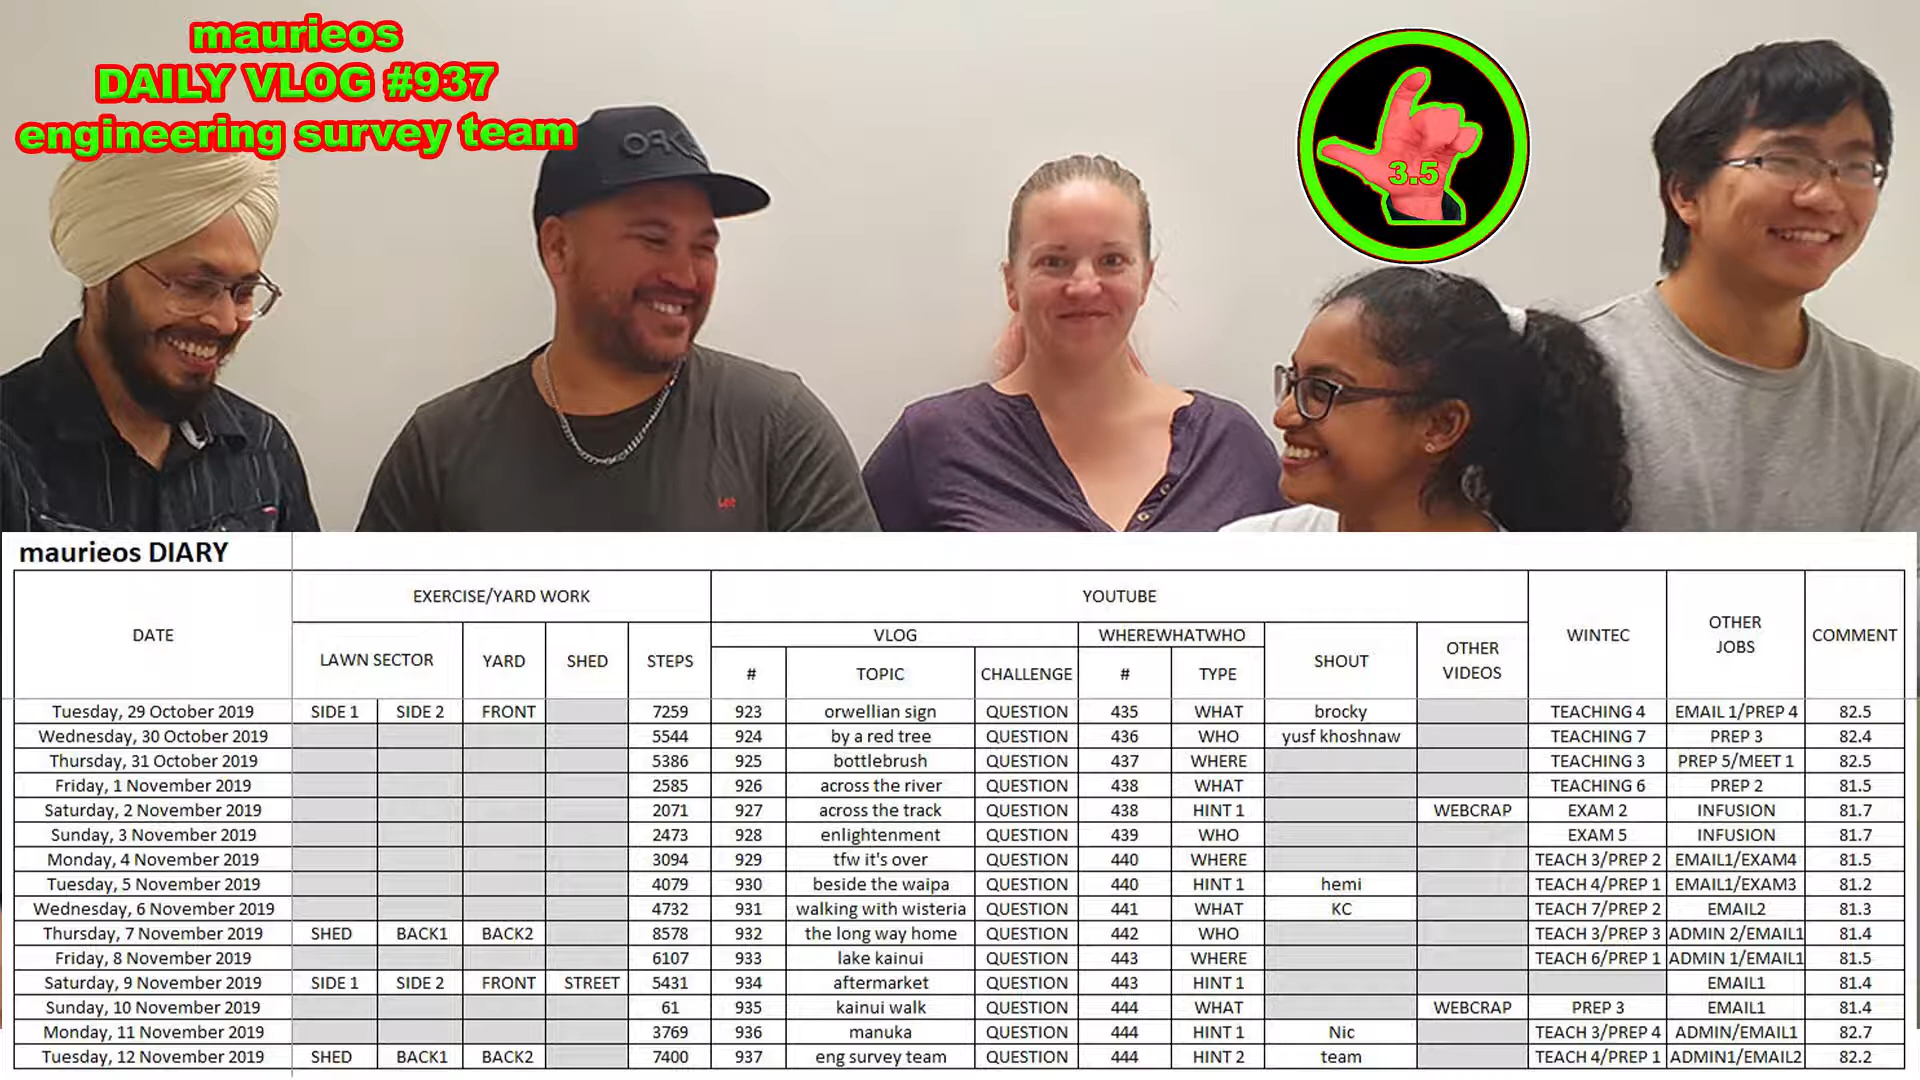 maurieos
DAILY VLOG #937
engineering survey team
3.5
Lee
maurieos DIARY
DATE EXERCISE/YARD WORK YOUTUBE WINTEC OTHER JOBS COMMENT
LAWN SECTOR YARD SHED STEPS VLOG WHEREWHATWHO SHOUT OTHER VIDEOS
# TOPIC CHALLENGE # TYPE
Tuesday, 29 October 2019 SIDE 1 SIDE 2 FRONT 7259 923 orwellian sign QUESTION 435 WHAT brocky TEACHING 4 EMAIL 1/PREP 4 82.5
Wednesday, 30 October 2019 5544 924 by a red tree QUESTION 436 WHO yusf khoshnaw TEACHING 7 PREP 3 82.4
Thursday, 31 October 2019 5386 925 bottlebrush QUESTION 437 WHERE TEACHING 3 PREP 5/MEET 1 82.5
Friday, 1 November 2019 2585 926 across the river QUESTION 438 WHAT TEACHING 6 PREP 2 81.5
Saturday, 2 November 2019 2071 927 across the track QUESTION 438 HINT 1 WEBCRAP EXAM 2 INFUSION 81.7
Sunday, 3 November 2019 2473 928 enlightenment QUESTION 439 WHO EXAM 5 INFUSION 81.7
Monday, 4 November 2019 3094 929 tfw it's over QUESTION 440 WHERE TEACH 3/PREP 2 EMAIL1/EXAM4 81.5
Tuesday, 5 November 2019 4079 930 beside the waipa QUESTION 440 HINT 1 hemi TEACH 4/PREP 1 EMAIL1/EXAM3 81.2
Wednesday, 6 November 2019 4732 931 walking with wisteria QUESTION 441 WHAT KC TEACH 7/PREP 2 EMAIL2 81.3
Thursday, 7 November 2019 SHED BACK1 BACK2 8578 932 the long way home QUESTION 442 WHO TEACH 3/PREP 3 ADMIN 2/EMAIL1 81.4
Friday, 8 November 2019 6107 933 lake kainui QUESTION 443 WHERE TEACH 6/PREP 1 ADMIN 1/EMAIL1 81.5
Saturday, 9 November 2019 SIDE 1 SIDE 2 FRONT STREET 5431 934 aftermarket QUESTION 443 HINT 1 EMAIL1 81.4
Sunday, 10 November 2019 61 935 kainui walk QUESTION 444 WHAT WEBCRAP PREP 3 EMAIL1 81.4
Monday, 11 November 2019 3769 936 manuka QUESTION 444 HINT 1 Nic TEACH 3/PREP 4 ADMIN/EMAIL1 82.7
Tuesday, 12 November 2019 SHED BACK1 BACK2 7400 937 eng survey team QUESTION 444 HINT 2 team TEACH 4/PREP 1 ADMIN1/EMAIL2 82.2